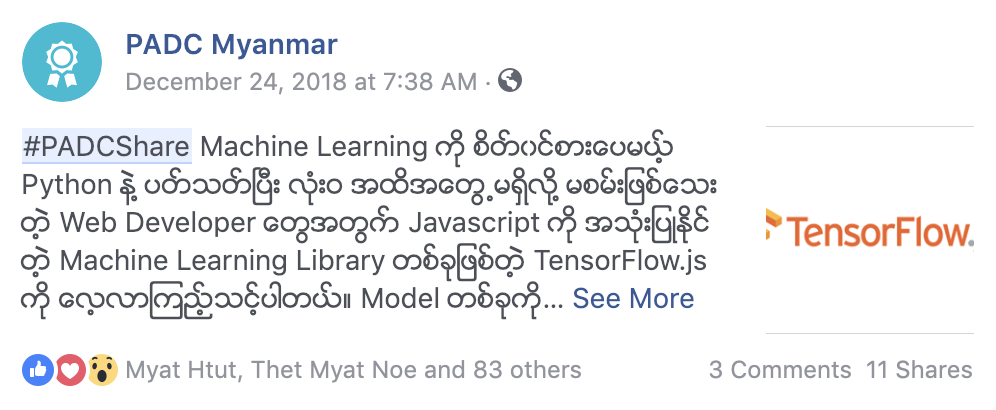 PADC Myanmar
December 24, 2018 at 7:38 AM ·
#PADCShare Machine Learning ကို စိတ်ဝင်စားပေမယ့်
Python နဲ့ ပတ်သတ်ပြီး လုံးဝ အထိအတွေ့မရှိလို့ မစမ်းဖြစ်သေး
တဲ့ Web Developer တွေအတွက် Javascript ကို အသုံးပြုနိုင်
တဲ့ Machine Learning Library တစ်ခုဖြစ်တဲ့ TensorFlow.js
ကို လေ့လာကြည့်သင့်ပါတယ်။ Model တစ်ခုကို... See More
TensorFlow.
Myat Htut, Thet Myat Noe and 83 others
3 Comments 11 Shares